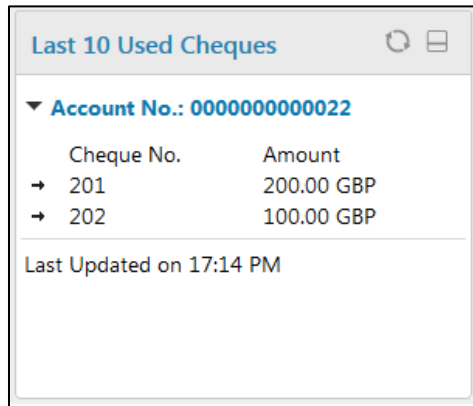 Last 10 Used Cheques
Account No.: 0000000000022
Cheque No. Amount
201 200.00 GBP
202 100.00 GBP
Last Updated on 17:14 PM